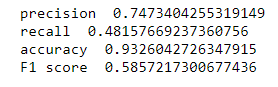 precision 0.7473404255319149
recall 0.48157669237360756
accuracy 0.9326042726347915
F1 score 0.5857217300677436